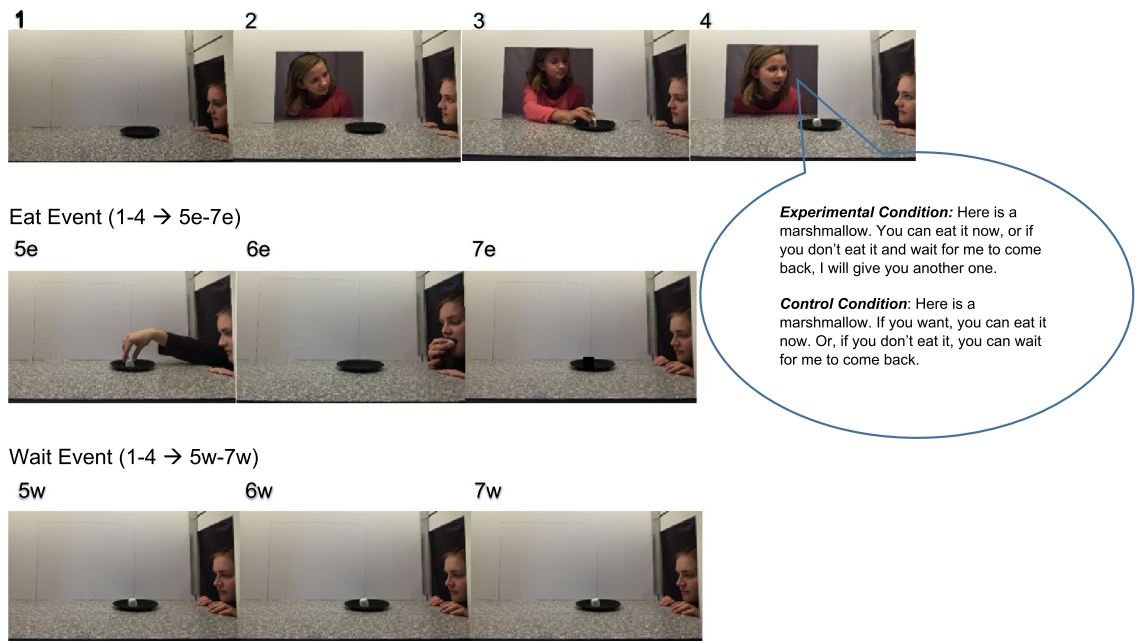 1
2
3
4
Experimental Condition: Here is a
marshmallow. You can eat it now, or if
you don't eat it and wait for me to come
back, I will give you another one.
Control Condition: Here is a
marshmallow. If you want, you can eat it
now. Or, if you don't eat it, you can wait
for me to come back.
Eat Event (1-4 → 5e-7e)
5e
6e
7e
Wait Event (1-4 → 5w-7w)
5w
6w
7w